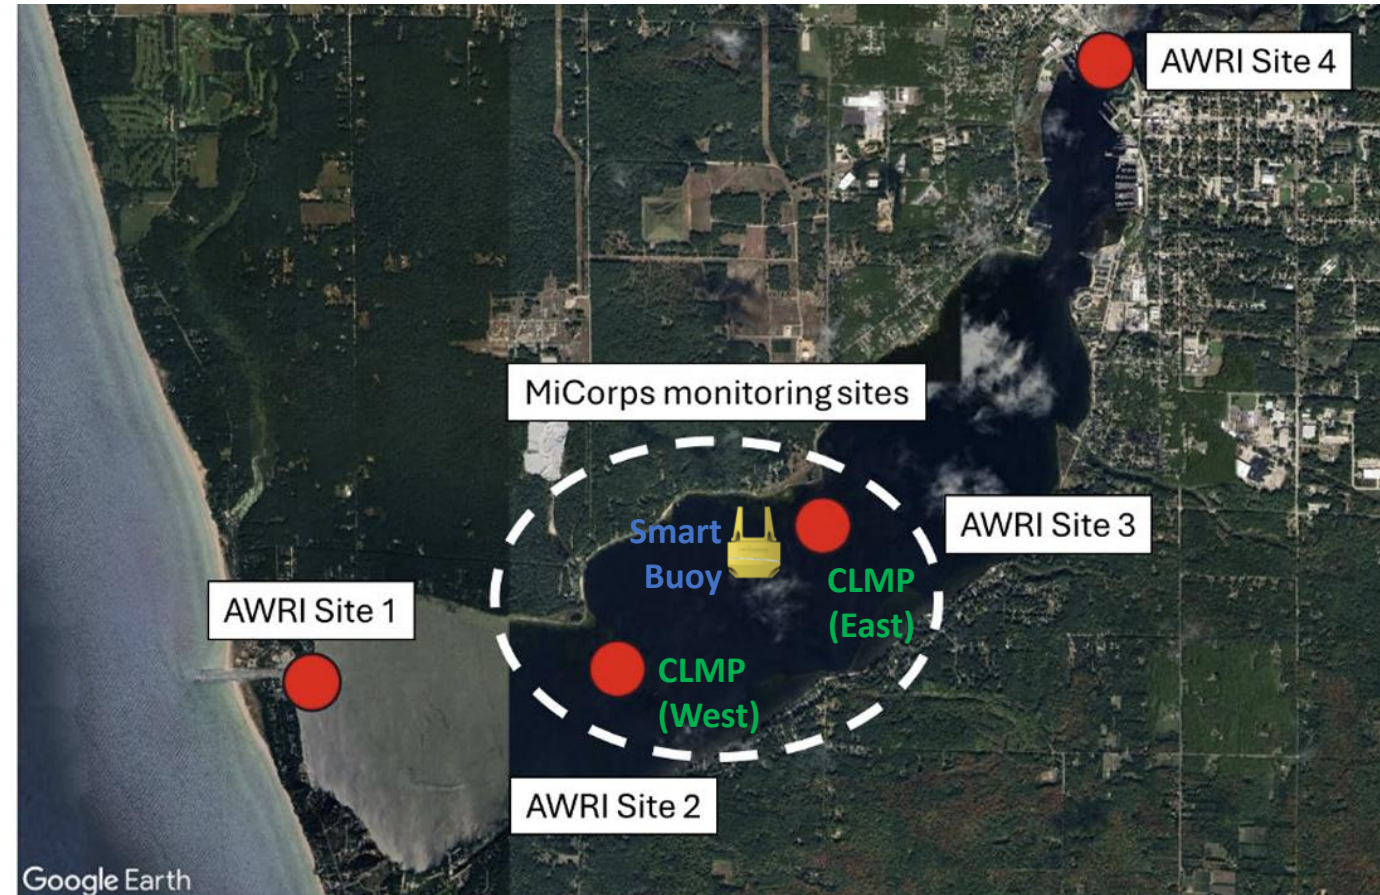 AWRI Site 4
MiCorps monitoring sites
Smart
Buoy
AWRI Site 3
CLMP
(East)
AWRI Site 1
CLMP
(West)
AWRI Site 2
Google Earth